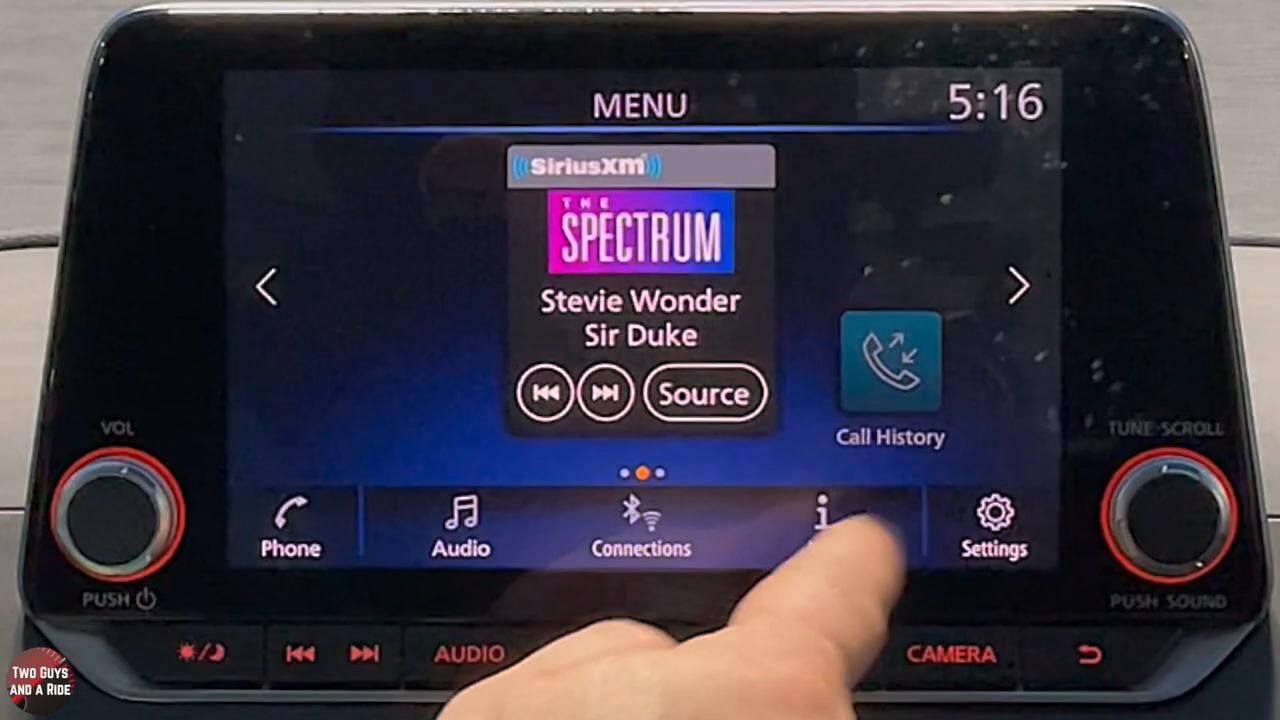 MENU
5:16
SiriusXM
THE
SPECTRUM
Stevie Wonder
Sir Duke
Source
Call History
VOL
TUNE·SCROLL
Phone
Audio
Connections
i
Settings
PUSH
PUSH SOUND
AUDIO
CAMERA
TWO GUYS
AND A RIDE